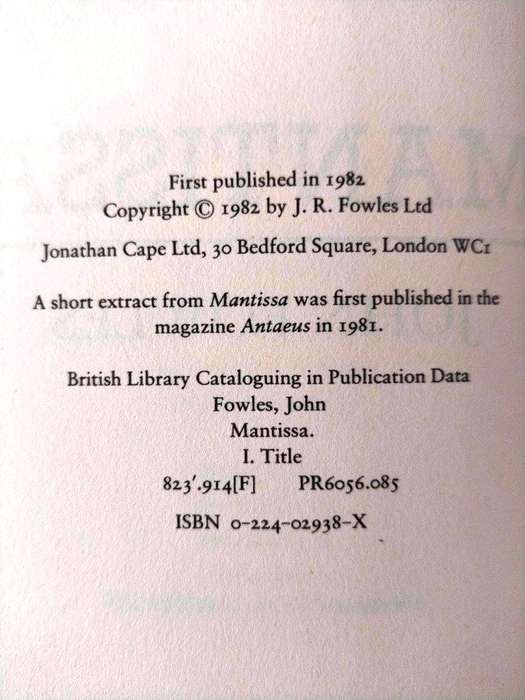 First published in 1982
Copyright © 1982 by J. R. Fowles Ltd
Jonathan Cape Ltd, 30 Bedford Square, London WC1
A short extract from Mantissa was first published in the
magazine Antaeus in 1981.
British Library Cataloguing in Publication Data
Fowles, John
Mantissa.
I. Title
823'.914[F] PR6056.085
ISBN 0-224-02938-X